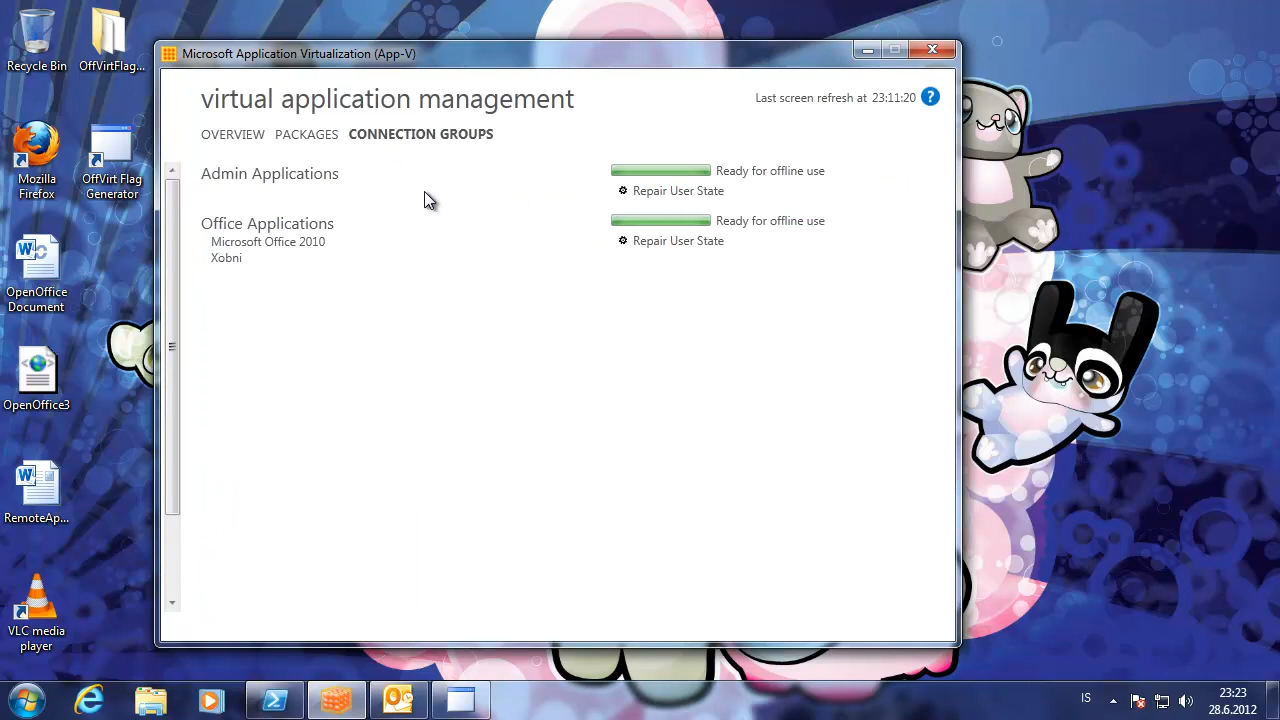 Recycle Bin
OffVirtFlag...
Mozilla
Firefox
OffVirt Flag
Generator
OpenOffice
Document
OpenOffice3
RemoteAp...
VLC media
player
Microsoft Application Virtualization (App-V)
virtual application management
Last screen refresh at 23:11:20
OVERVIEW PACKAGES CONNECTION GROUPS
Admin Applications
Ready for offline use
Repair User State
Office Applications
Ready for offline use
Microsoft Office 2010
Repair User State
Xobni
IS
23:23
28.6.2012